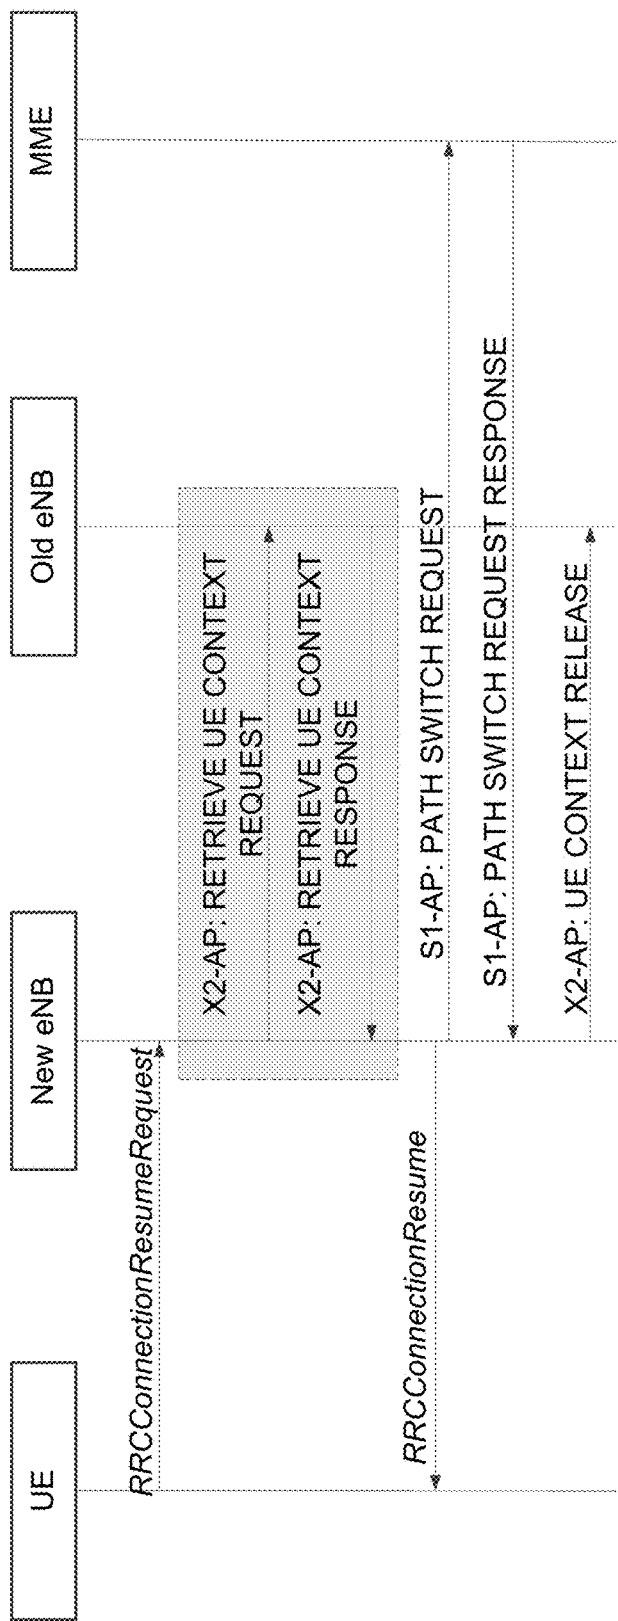 UE
New eNB
Old eNB
MME
RRCConnectionResumeRequest
X2-AP: RETRIEVE UE CONTEXT
REQUEST
X2-AP: RETRIEVE UE CONTEXT
RESPONSE
RRCConnectionResume
S1-AP: PATH SWITCH REQUEST
S1-AP: PATH SWITCH REQUEST RESPONSE
X2-AP: UE CONTEXT RELEASE